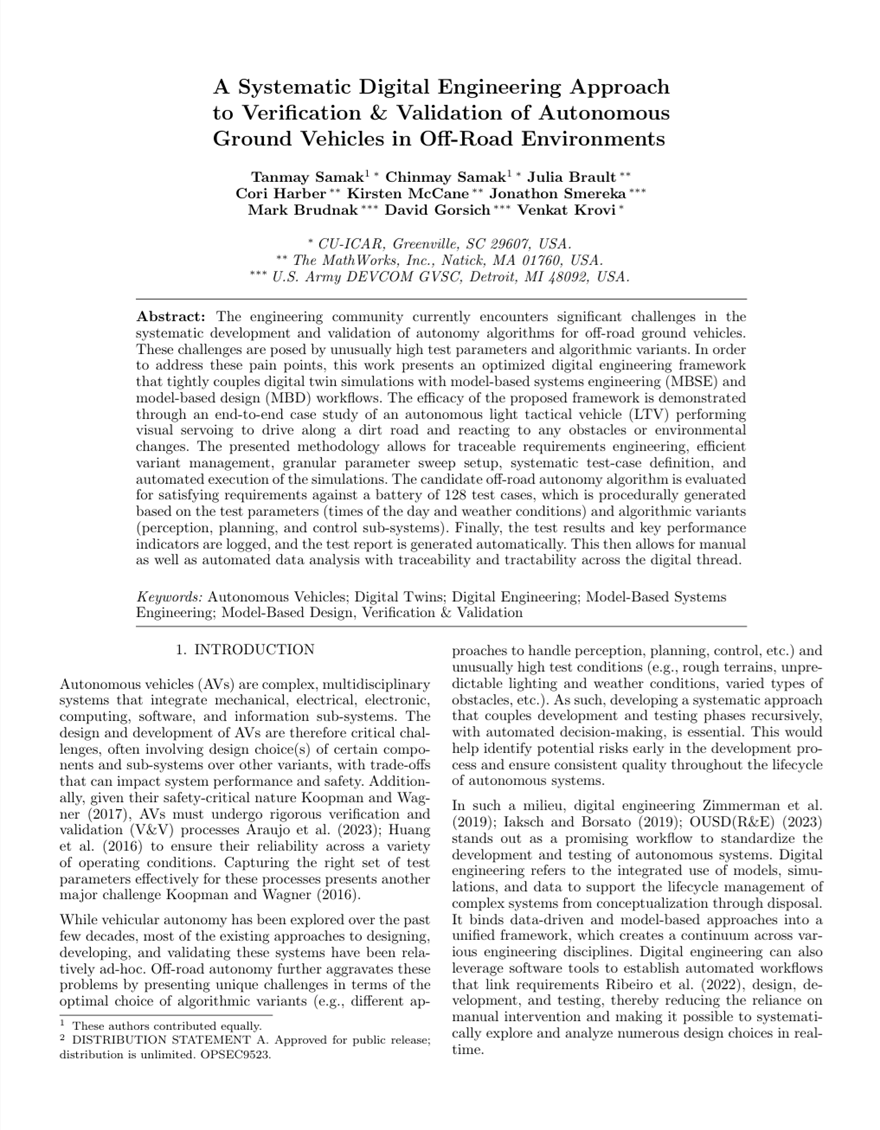 A Systematic Digital Engineering Approach
to Verification & Validation of Autonomous
Ground Vehicles in Off-Road Environments
Tanmay Samak¹ * Chinmay Samak¹ * Julia Brault **
Cori Harber ** Kirsten McCane ** Jonathon Smereka ***
Mark Brudnak *** David Gorsich *** Venkat Krovi *
* CU-ICAR, Greenville, SC 29607, USA.
** The MathWorks, Inc., Natick, MA 01760, USA.
*** U.S. Army DEVCOM GVSC, Detroit, MI 48092, USA.
Abstract: The engineering community currently encounters significant challenges in the
systematic development and validation of autonomy algorithms for off-road ground vehicles.
These challenges are posed by unusually high test parameters and algorithmic variants. In order
to address these pain points, this work presents an optimized digital engineering framework
that tightly couples digital twin simulations with model-based systems engineering (MBSE) and
model-based design (MBD) workflows. The efficacy of the proposed framework is demonstrated
through an end-to-end case study of an autonomous light tactical vehicle (LTV) performing
visual servoing to drive along a dirt road and reacting to any obstacles or environmental
changes. The presented methodology allows for traceable requirements engineering, efficient
variant management, granular parameter sweep setup, systematic test-case definition, and
automated execution of the simulations. The candidate off-road autonomy algorithm is evaluated
for satisfying requirements against a battery of 128 test cases, which is procedurally generated
based on the test parameters (times of the day and weather conditions) and algorithmic variants
(perception, planning, and control sub-systems). Finally, the test results and key performance
indicators are logged, and the test report is generated automatically. This then allows for manual
as well as automated data analysis with traceability and tractability across the digital thread.
Keywords: Autonomous Vehicles; Digital Twins; Digital Engineering; Model-Based Systems
Engineering; Model-Based Design, Verification & Validation
1. INTRODUCTION
Autonomous vehicles (AVs) are complex, multidisciplinary
systems that integrate mechanical, electrical, electronic,
computing, software, and information sub-systems. The
design and development of AVs are therefore critical chal-
lenges, often involving design choice(s) of certain compo-
nents and sub-systems over other variants, with trade-offs
that can impact system performance and safety. Addition-
ally, given their safety-critical nature Koopman and Wag-
ner (2017), AVs must undergo rigorous verification and
validation (V&V) processes Araujo et al. (2023); Huang
et al. (2016) to ensure their reliability across a variety
of operating conditions. Capturing the right set of test
parameters effectively for these processes presents another
major challenge Koopman and Wagner (2016).
While vehicular autonomy has been explored over the past
few decades, most of the existing approaches to designing,
developing, and validating these systems have been rela-
tively ad-hoc. Off-road autonomy further aggravates these
problems by presenting unique challenges in terms of the
optimal choice of algorithmic variants (e.g., different ap-
¹ These authors contributed equally.
² DISTRIBUTION STATEMENT A. Approved for public release;
distribution is unlimited. OPSEC9523.
proaches to handle perception, planning, control, etc.) and
unusually high test conditions (e.g., rough terrains, unpre-
dictable lighting and weather conditions, varied types of
obstacles, etc.). As such, developing a systematic approach
that couples development and testing phases recursively,
with automated decision-making, is essential. This would
help identify potential risks early in the development pro-
cess and ensure consistent quality throughout the lifecycle
of autonomous systems.
In such a milieu, digital engineering Zimmerman et al.
(2019); Iaksch and Borsato (2019); OUSD(R&E) (2023)
stands out as a promising workflow to standardize the
development and testing of autonomous systems. Digital
engineering refers to the integrated use of models, simu-
lations, and data to support the lifecycle management of
complex systems from conceptualization through disposal.
It binds data-driven and model-based approaches into a
unified framework, which creates a continuum across var-
ious engineering disciplines. Digital engineering can also
leverage software tools to establish automated workflows
that link requirements Ribeiro et al. (2022), design, de-
velopment, and testing, thereby reducing the reliance on
manual intervention and making it possible to systemati-
cally explore and analyze numerous design choices in real-
time.